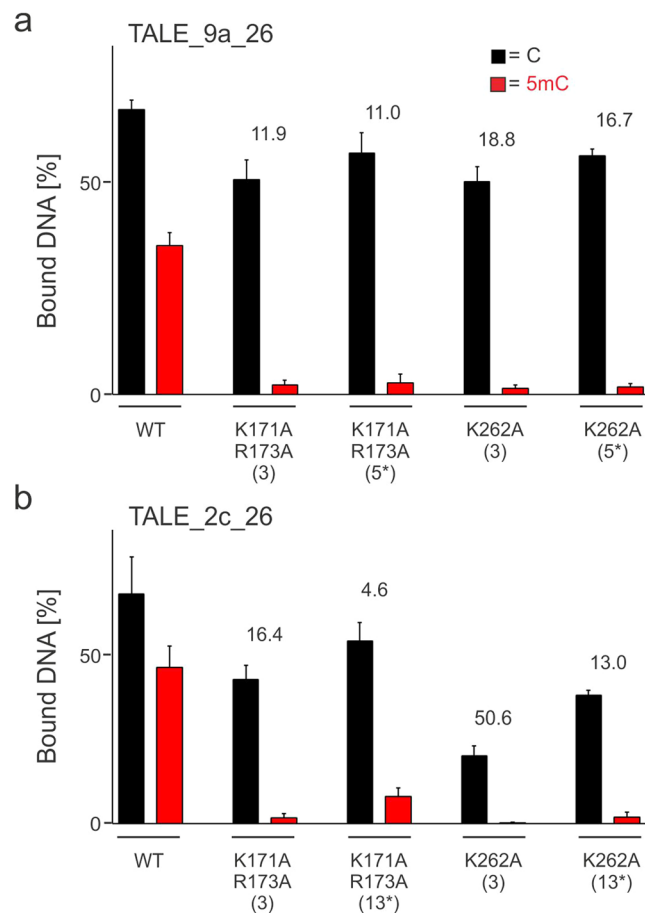 a
TALE_9a_26
= C
= 5mC
11.9
11.0
18.8
16.7
Bound DNA [%]
50
0
WT
K171A
R173A
(3)
K171A
R173A
(5*)
K262A
(3)
K262A
(5*)
b
TALE_2c_26
16.4
4.6
50.6
13.0
Bound DNA [%]
50
0
WT
K171A
R173A
(3)
K171A
R173A
(13*)
K262A
(3)
K262A
(13*)